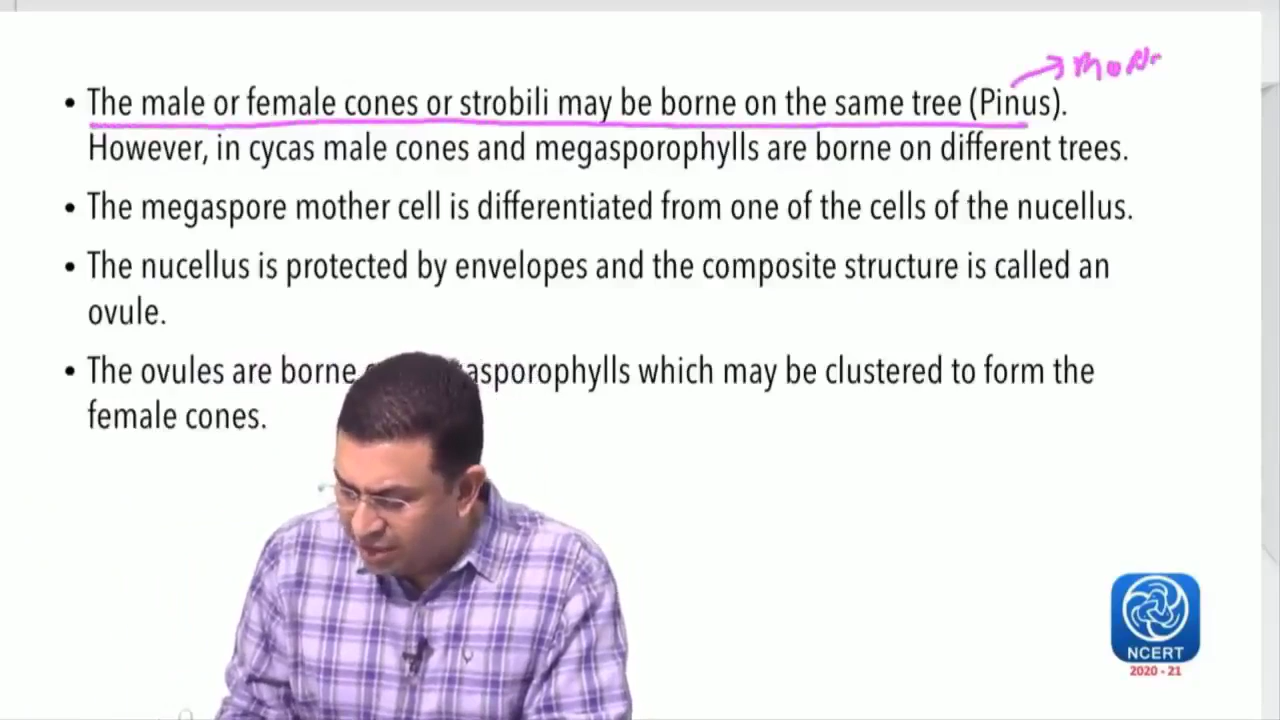 mon
• The male or female cones or strobili may be borne on the same tree (Pinus).
However, in cycas male cones and megasporophylls are borne on different trees.
• The megaspore mother cell is differentiated from one of the cells of the nucellus.
• The nucellus is protected by envelopes and the composite structure is called an
ovule.
• The ovules are borne asporophylls which may be clustered to form the
female cones.
NCERT
2020 - 21